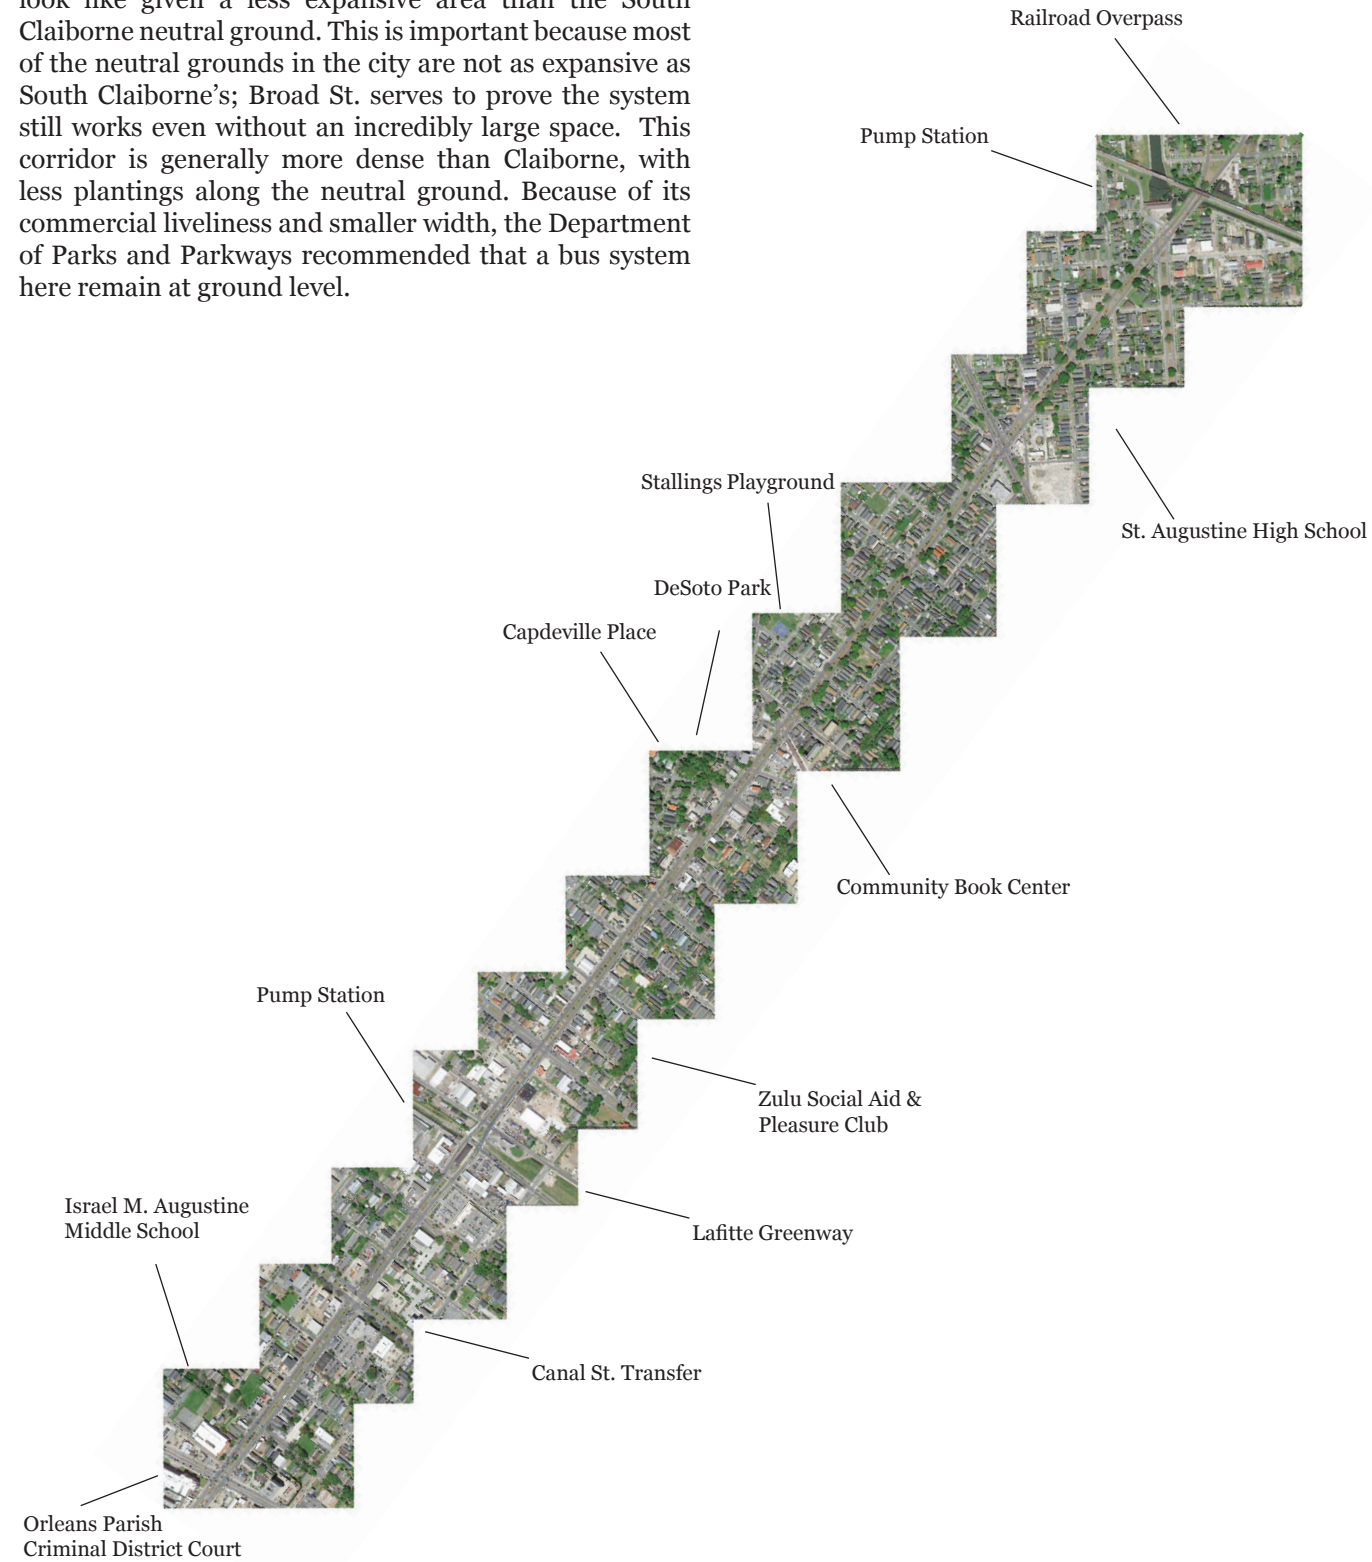 look like given a less expansive area than the South
Claiborne neutral ground. This is important because most
of the neutral grounds in the city are not as expansive as
South Claiborne's; Broad St. serves to prove the system
still works even without an incredibly large space. This
corridor is generally more dense than Claiborne, with
less plantings along the neutral ground. Because of its
commercial liveliness and smaller width, the Department
of Parks and Parkways recommended that a bus system
here remain at ground level.
Railroad Overpass
Pump Station
St. Augustine High School
Stallings Playground
DeSoto Park
Capdeville Place
Community Book Center
Pump Station
Zulu Social Aid &
Pleasure Club
Israel M. Augustine
Middle School
Lafitte Greenway
Canal St. Transfer
Orleans Parish
Criminal District Court